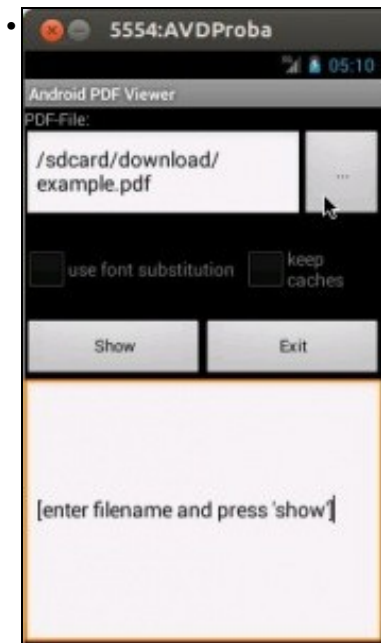 5554:AVDProba
05:10
Android PDF Viewer
PDF-File:
/sdcard/download/
example.pdf
...
use font substitution
keep
caches
Show
Exit
[enter filename and press 'show']